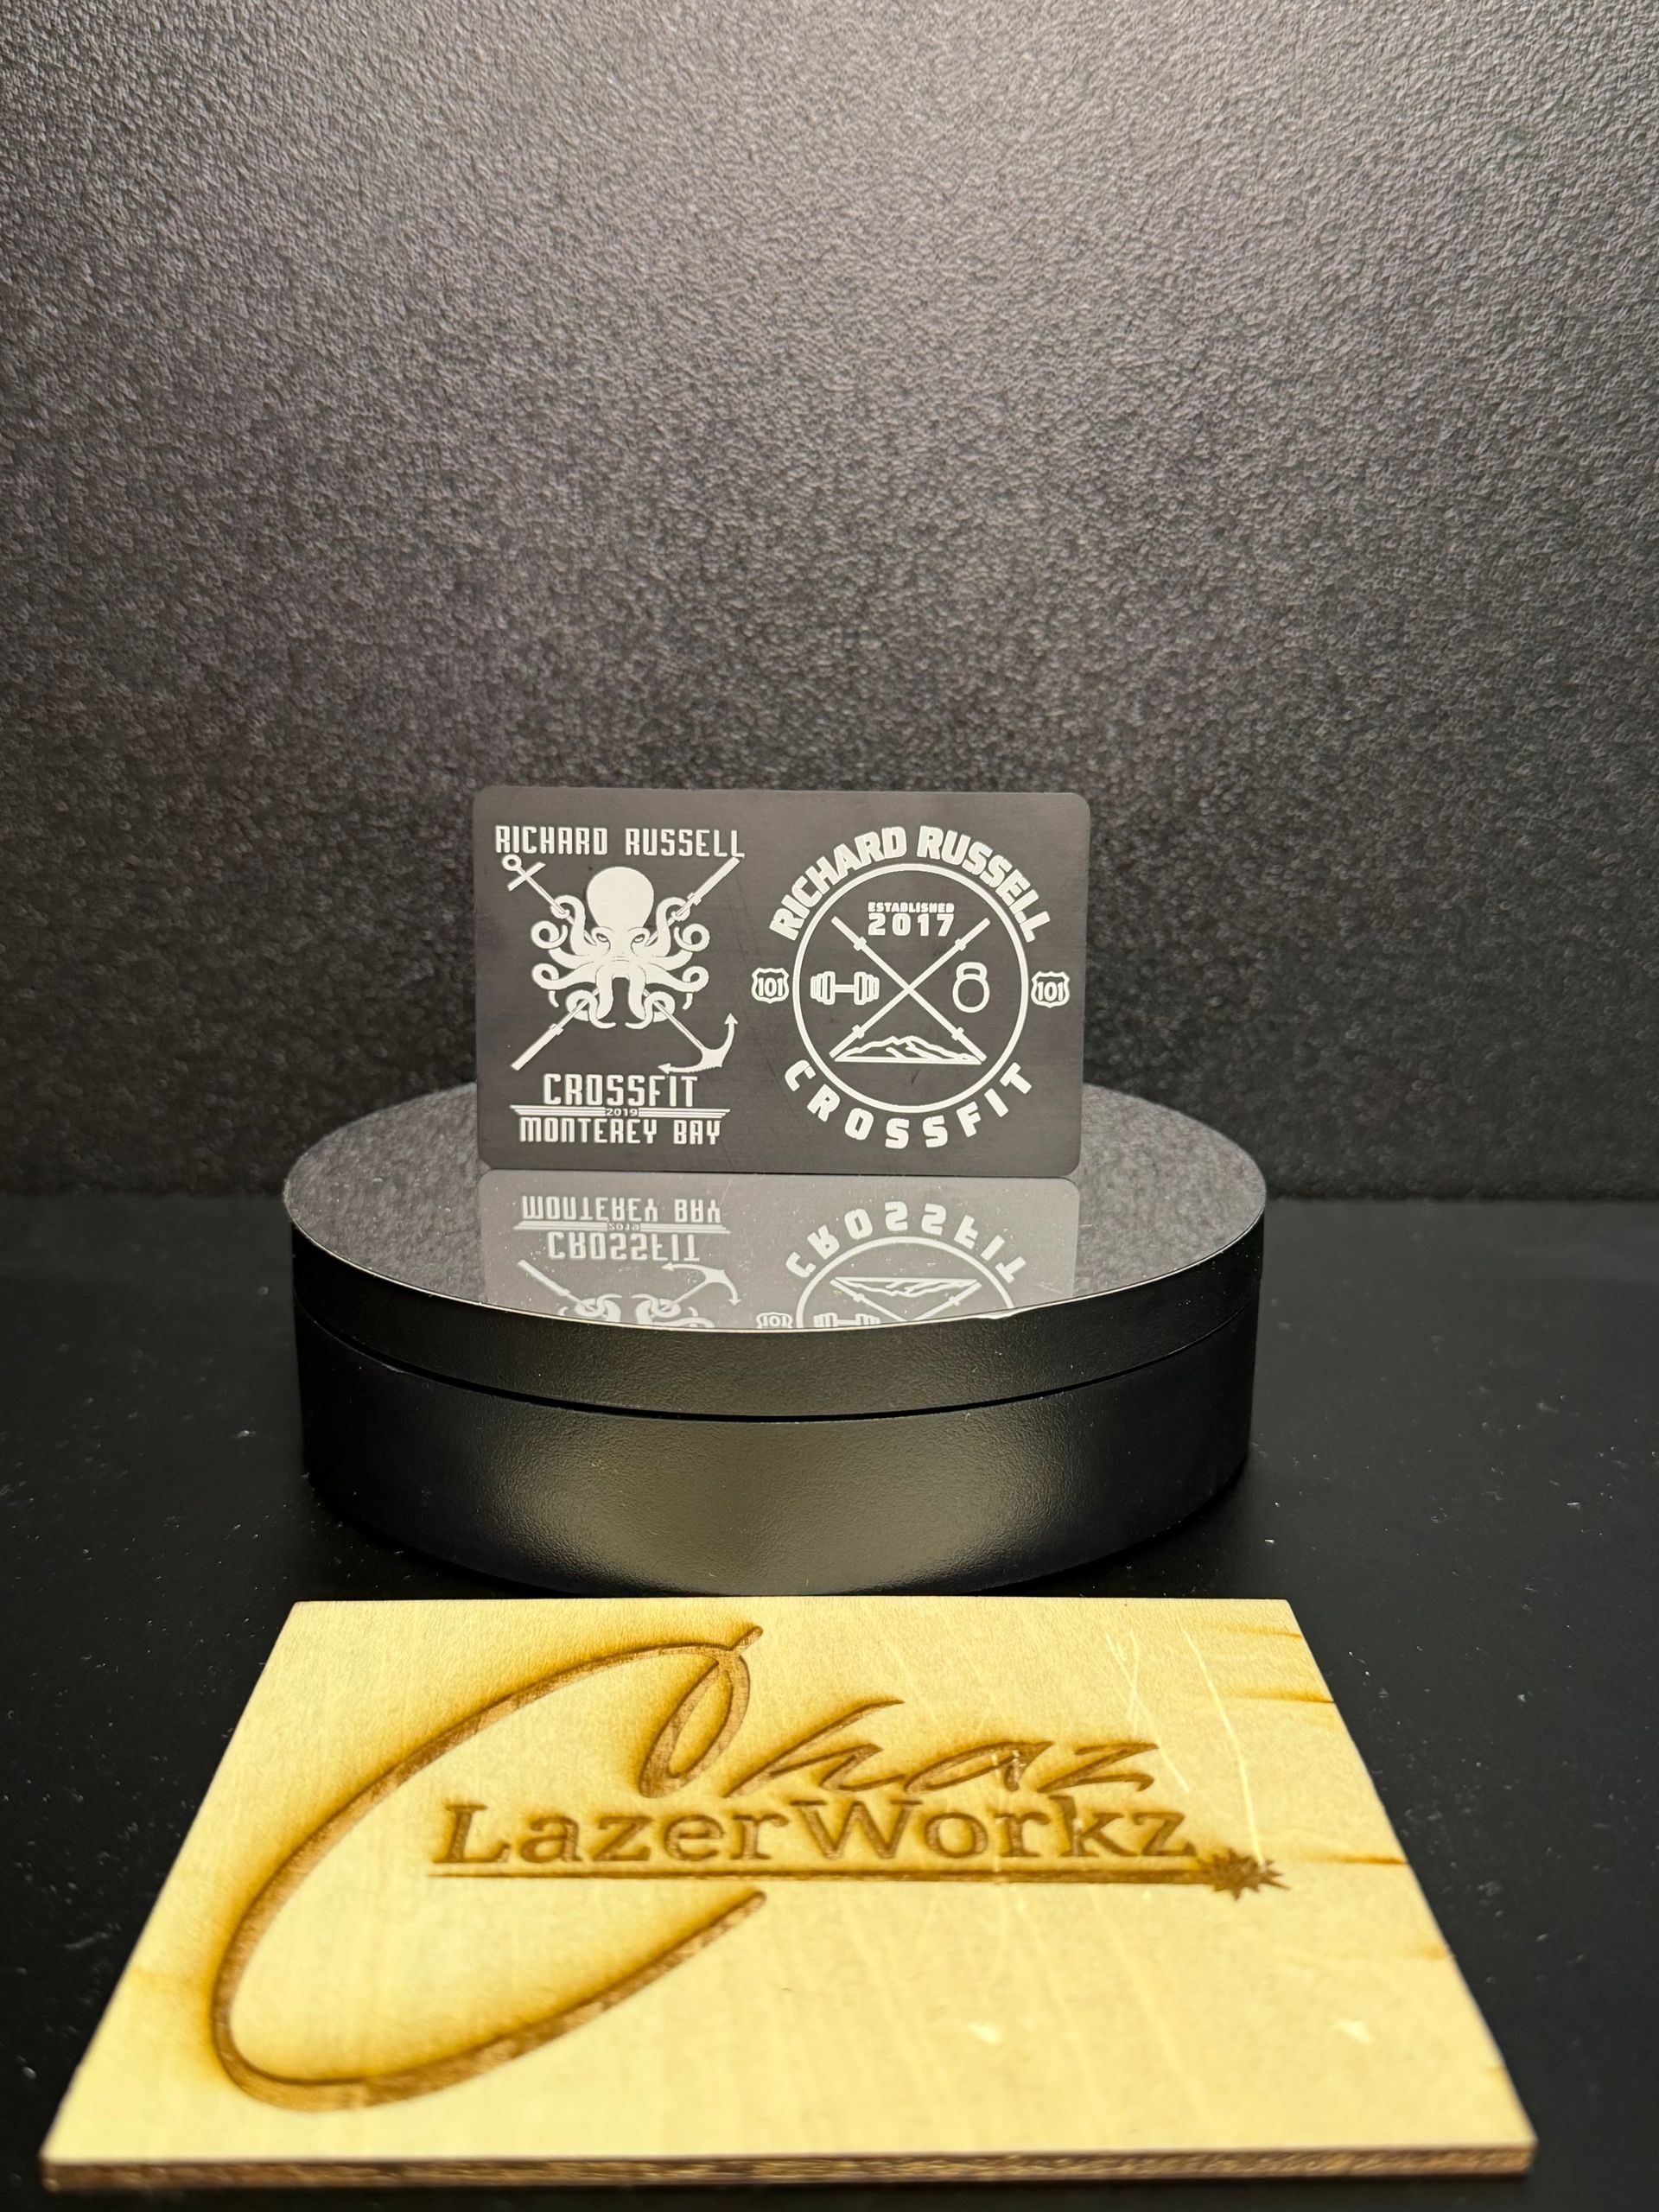 RICHARD RUSSELL
CROSSFIT
2019
MONTEREY BAY
RICHARD RUSSELL
ESTABLISHED
2017
101
101
CROSSFIT
Chaz
LazerWorkz